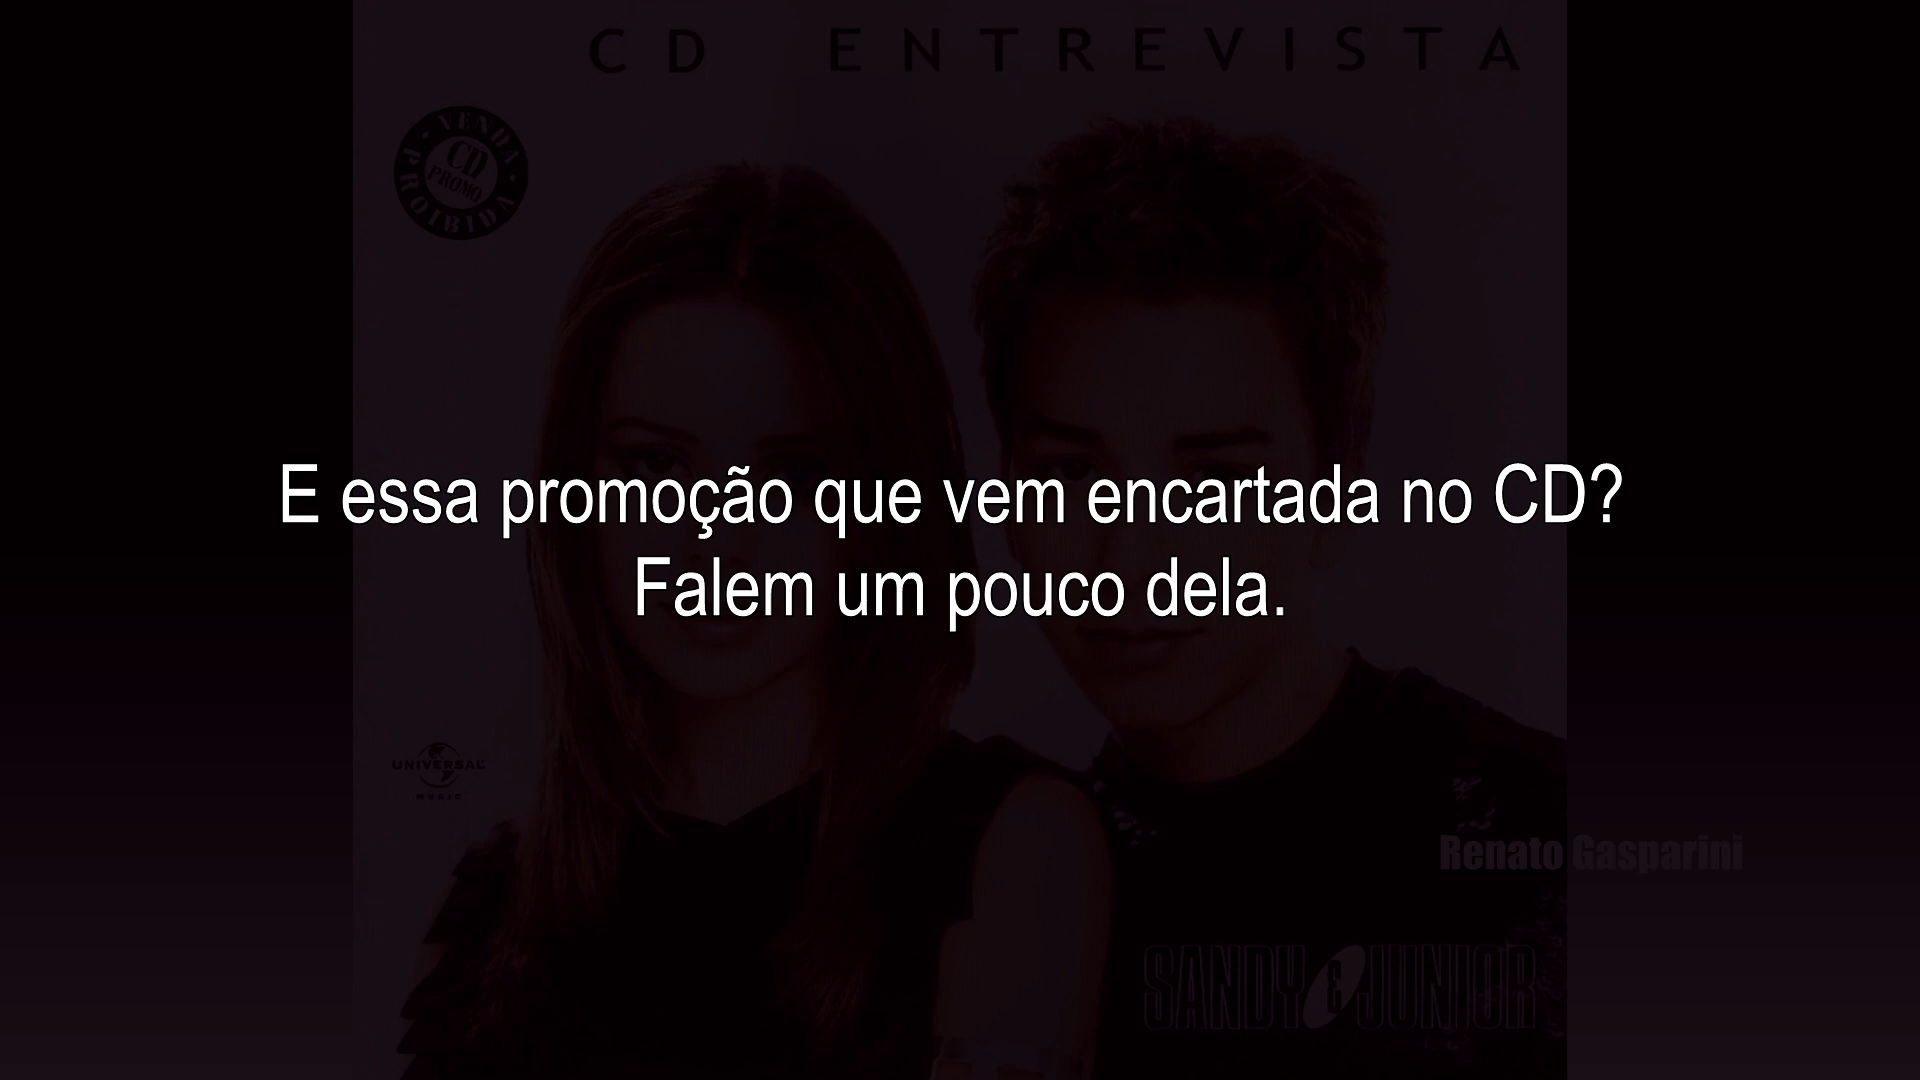 CD ENTREVISTA
VENDA PROIBIDA
CD
PROMO
E essa promoção que vem encartada no CD?
Falem um pouco dela.
UNIVERSAL
MUSIC
Renato Gasparini
SANDY & JUNIOR